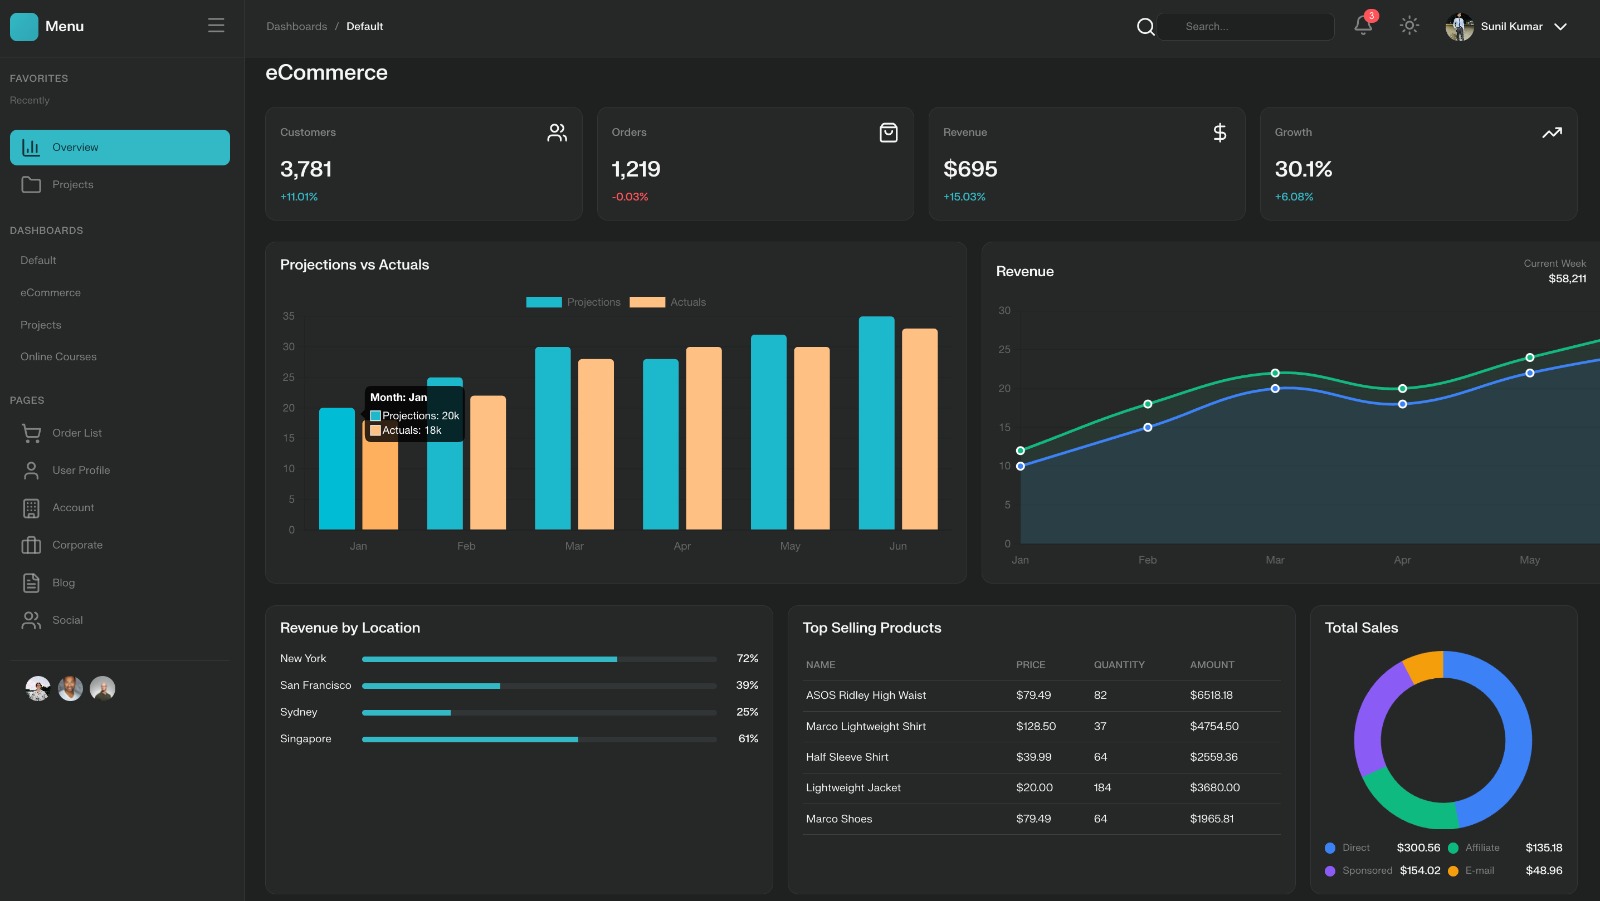 Menu
Dashboards / Default
Search...
3
Sunil Kumar
FAVORITES
Recently
Overview
Projects
DASHBOARDS
Default
eCommerce
Projects
Online Courses
PAGES
Order List
User Profile
Account
Corporate
Blog
Social
eCommerce
Customers
3,781
+11.01%
Orders
1,219
-0.03%
Revenue
$695
+15.03%
Growth
30.1%
+6.08%
Projections vs Actuals
Projections Actuals
35
30
25
20
15
10
5
0
Month: Jan
Projections: 20k
Actuals: 18k
Jan Feb Mar Apr May Jun
Revenue
Current Week
$58,211
30
25
20
15
10
5
0
Jan Feb Mar Apr May
Revenue by Location
New York 72%
San Francisco 39%
Sydney 25%
Singapore 61%
Top Selling Products
NAME PRICE QUANTITY AMOUNT
ASOS Ridley High Waist $79.49 82 $6518.18
Marco Lightweight Shirt $128.50 37 $4754.50
Half Sleeve Shirt $39.99 64 $2559.36
Lightweight Jacket $20.00 184 $3680.00
Marco Shoes $79.49 64 $1965.81
Total Sales
Direct $300.56 Affiliate $135.18
Sponsored $154.02 E-mail $48.96